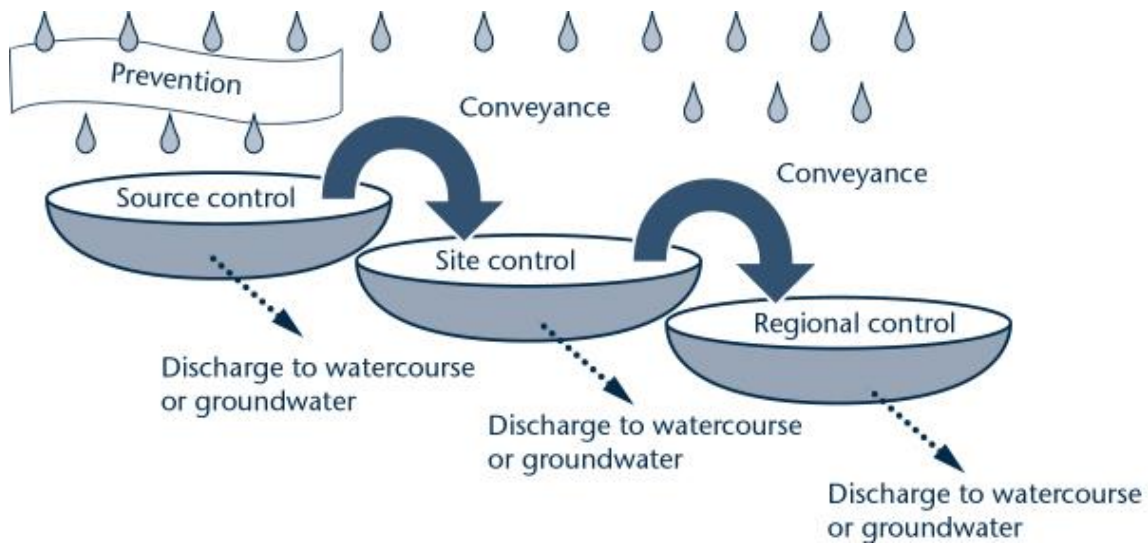 Prevention
Conveyance
Conveyance
Source control
Site control
Regional control
Discharge to watercourse
or groundwater
Discharge to watercourse
or groundwater
Discharge to watercourse
or groundwater